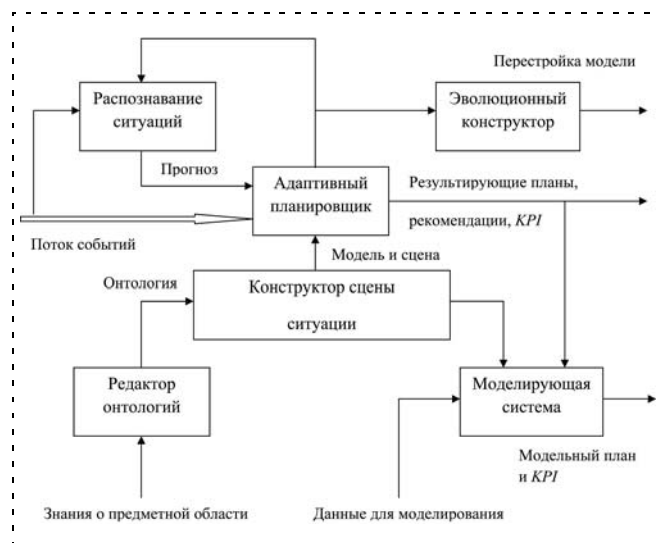 Перестройка модели
Распознавание
ситуаций
Эволюционный
конструктор
Прогноз
Адаптивный
планировщик
Результирующие планы,
рекомендации, KPI
Поток событий
Модель и сцена
Онтология
Конструктор сцены
ситуации
Редактор
онтологий
Моделирующая
система
Модельный план
и KPI
Знания о предметной области
Данные для моделирования